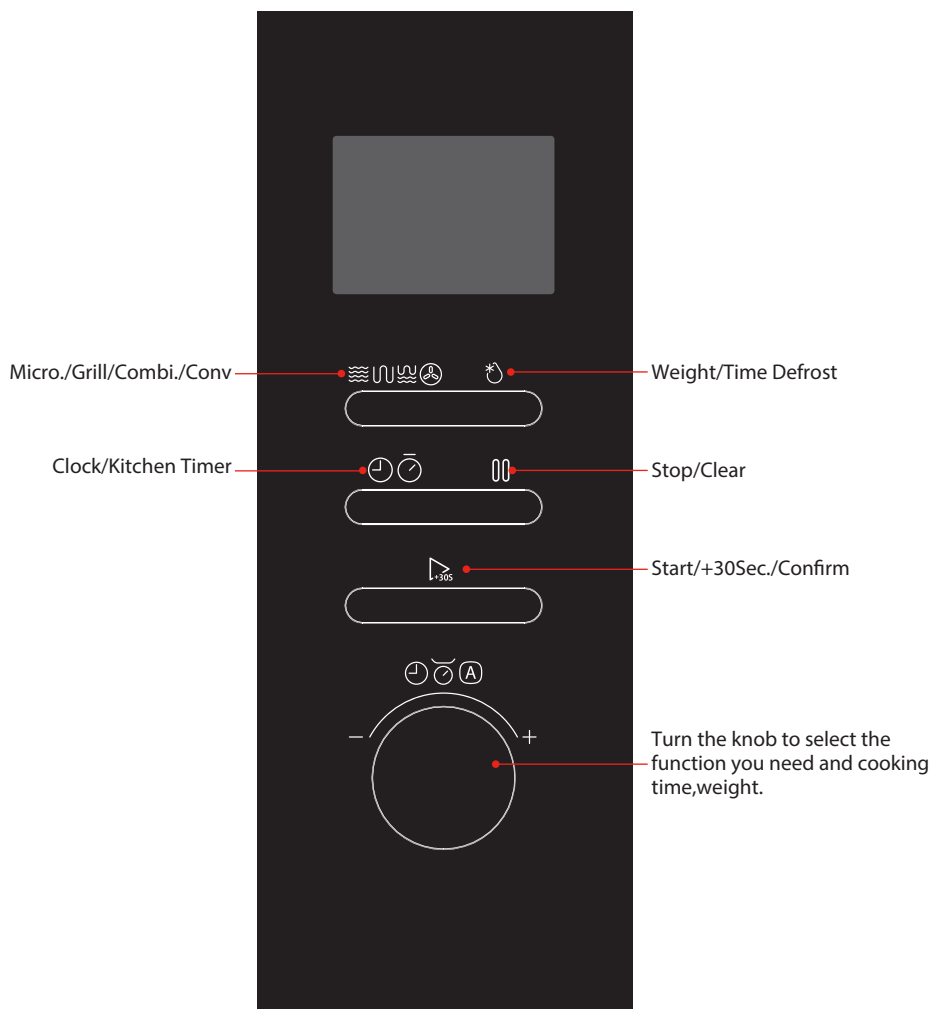 Micro./Grill/Combi./Conv
Weight/Time Defrost
Clock/Kitchen Timer
Stop/Clear
+30S
Start/+30Sec./Confirm
A
− +
Turn the knob to select the
function you need and cooking
time,weight.